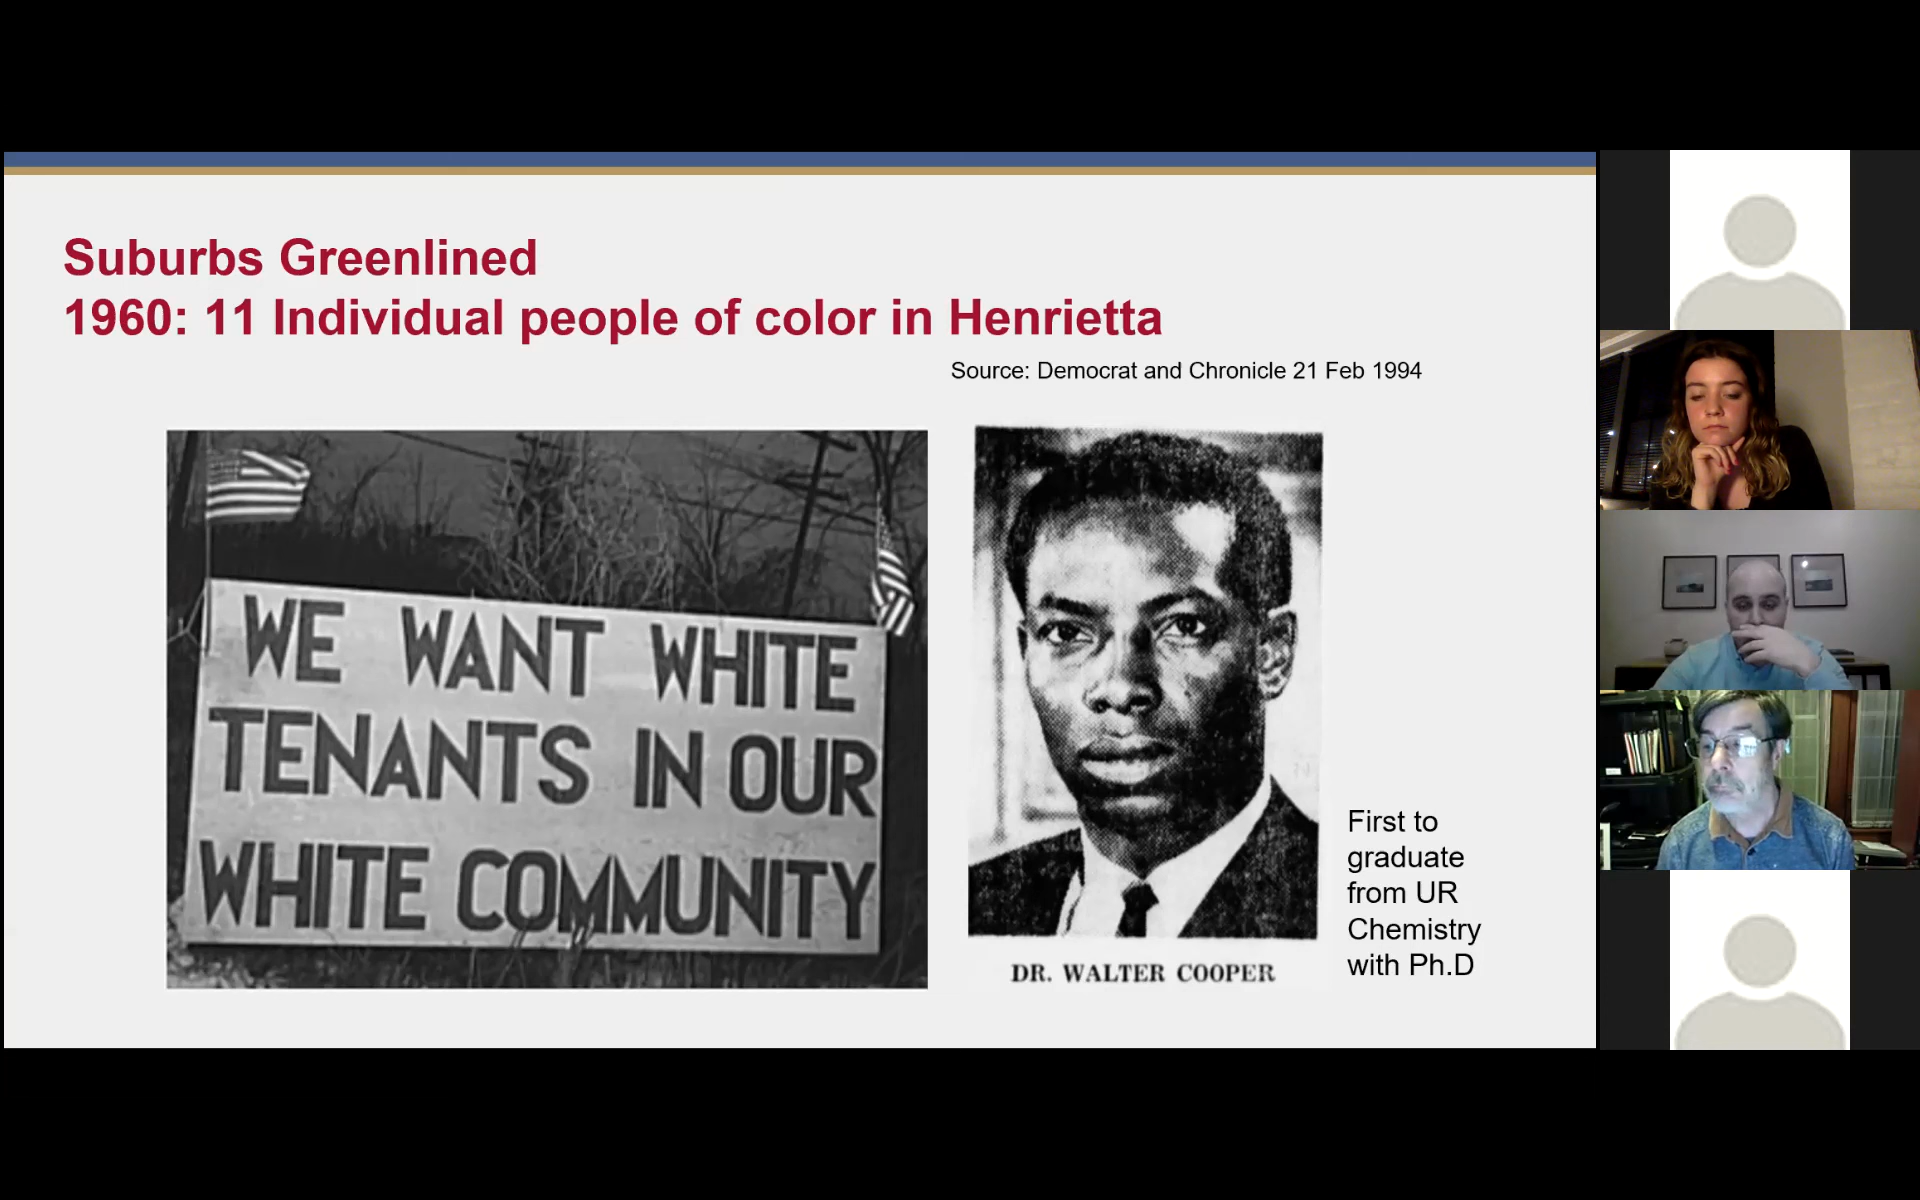 Suburbs Greenlined
1960: 11 Individual people of color in Henrietta
Source: Democrat and Chronicle 21 Feb 1994
WE WANT WHITE
TENANTS IN OUR
WHITE COMMUNITY
DR. WALTER COOPER
First to
graduate
from UR
Chemistry
with Ph.D